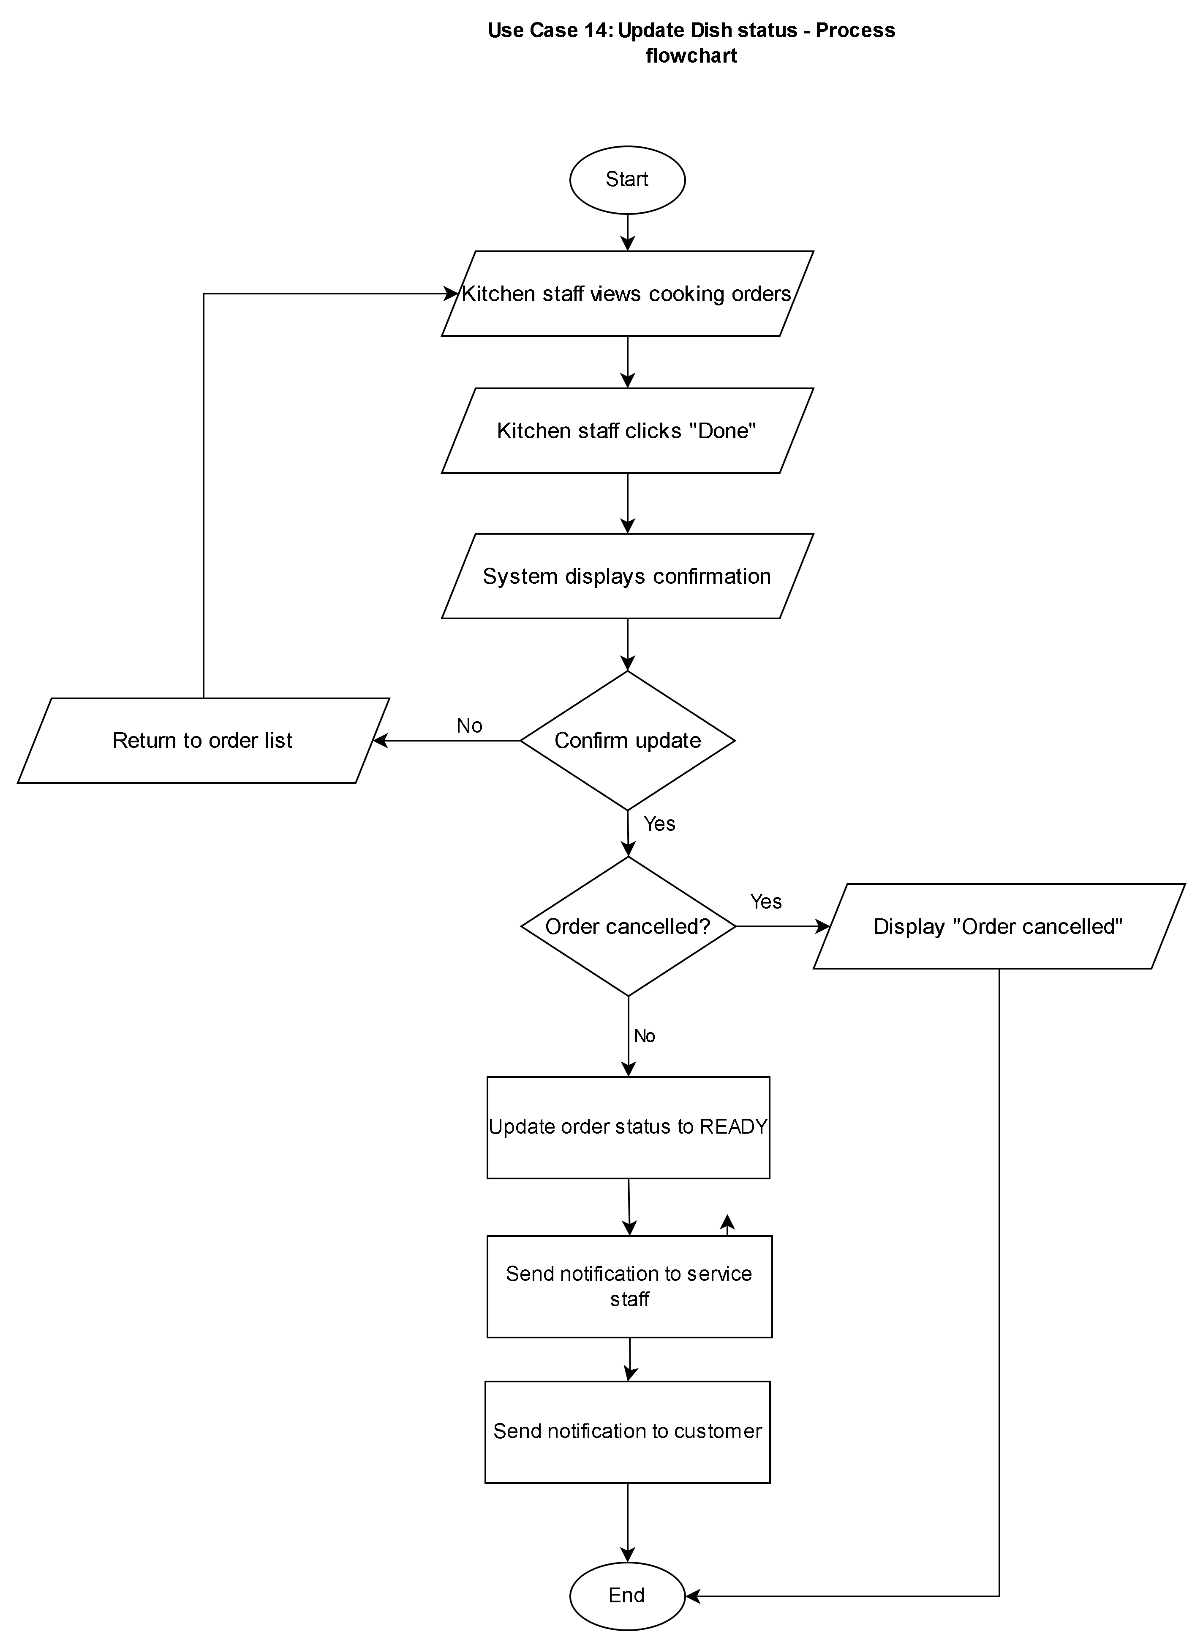 Use Case 14: Update Dish status - Process
flowchart
Start
Kitchen staff views cooking orders
Kitchen staff clicks "Done"
System displays confirmation
Return to order list
No
Confirm update
Yes
Order cancelled?
Yes
Display "Order cancelled"
No
Update order status to READY
Send notification to service
staff
Send notification to customer
End